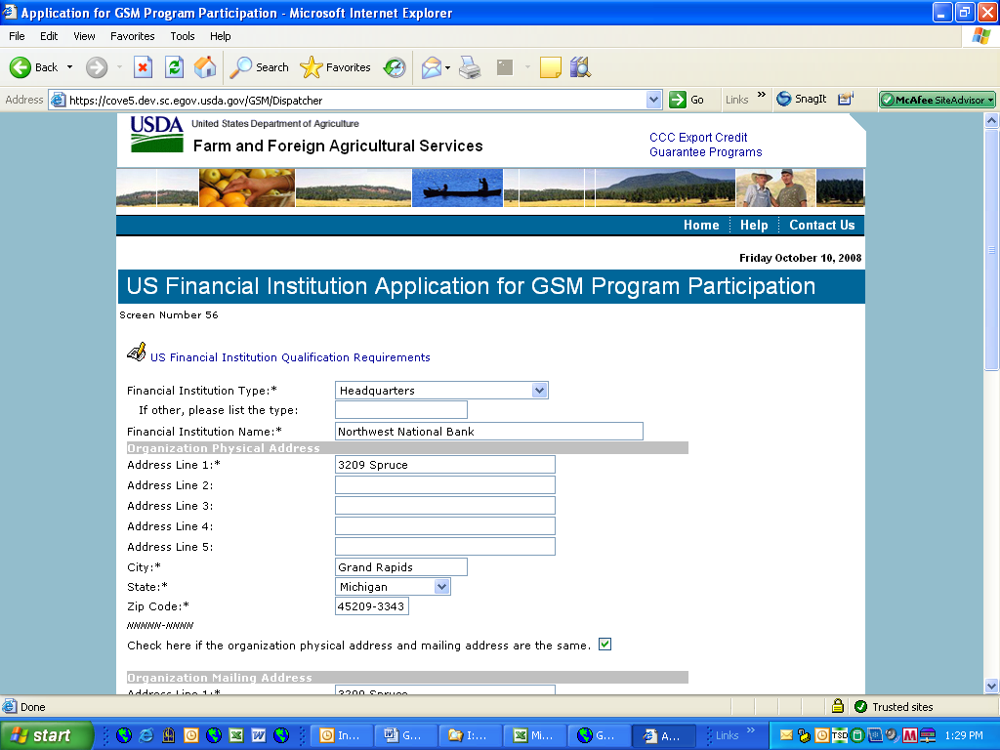 Application for GSM Program Participation - Microsoft Internet Explorer
File Edit View Favorites Tools Help
Back Search Favorites
Address https://cove5.dev.sc.egov.usda.gov/GSM/Dispatcher Go Links » SnagIt McAfee SiteAdvisor
USDA United States Department of Agriculture
Farm and Foreign Agricultural Services
CCC Export Credit
Guarantee Programs
Home Help Contact Us
Friday October 10, 2008
US Financial Institution Application for GSM Program Participation
Screen Number 56
US Financial Institution Qualification Requirements
Financial Institution Type:* Headquarters
If other, please list the type:
Financial Institution Name:* Northwest National Bank
Organization Physical Address
Address Line 1:* 3209 Spruce
Address Line 2:
Address Line 3:
Address Line 4:
Address Line 5:
City:* Grand Rapids
State:* Michigan
Zip Code:* 45209-3343
NNNNN-NNNN
Check here if the organization physical address and mailing address are the same.
Organization Mailing Address
Address Line 1:* 3209 Spruce
Done Trusted sites
start In... G... I:... Mi... G... A... Links » TSD 1:29 PM